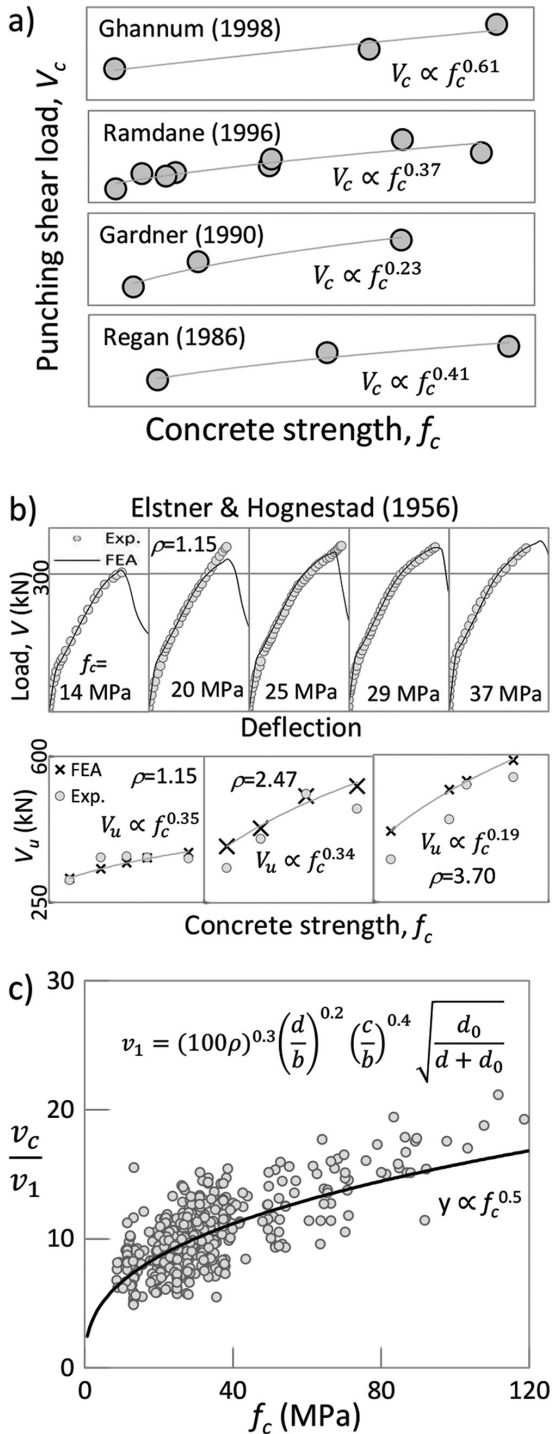 a)
Punching shear load, V_c
Ghannum (1998)
V_c ∝ f_c^0.61
Ramdane (1996)
V_c ∝ f_c^0.37
Gardner (1990)
V_c ∝ f_c^0.23
Regan (1986)
V_c ∝ f_c^0.41
Concrete strength, f_c
b)
Elstner & Hognestad (1956)
Load, V (kN)
300
Exp.
FEA
ρ=1.15
f_c=
14 MPa
20 MPa
25 MPa
29 MPa
37 MPa
Deflection
V_u (kN)
600
250
FEA
Exp.
ρ=1.15
V_u ∝ f_c^0.35
ρ=2.47
V_u ∝ f_c^0.34
V_u ∝ f_c^0.19
ρ=3.70
Concrete strength, f_c
c)
v_c/v_1
30
20
10
0
v_1 = (100ρ)^0.3 (d/b)^0.2 (c/b)^0.4 √(d_0/(d + d_0))
y ∝ f_c^0.5
0 40 80 120
f_c (MPa)